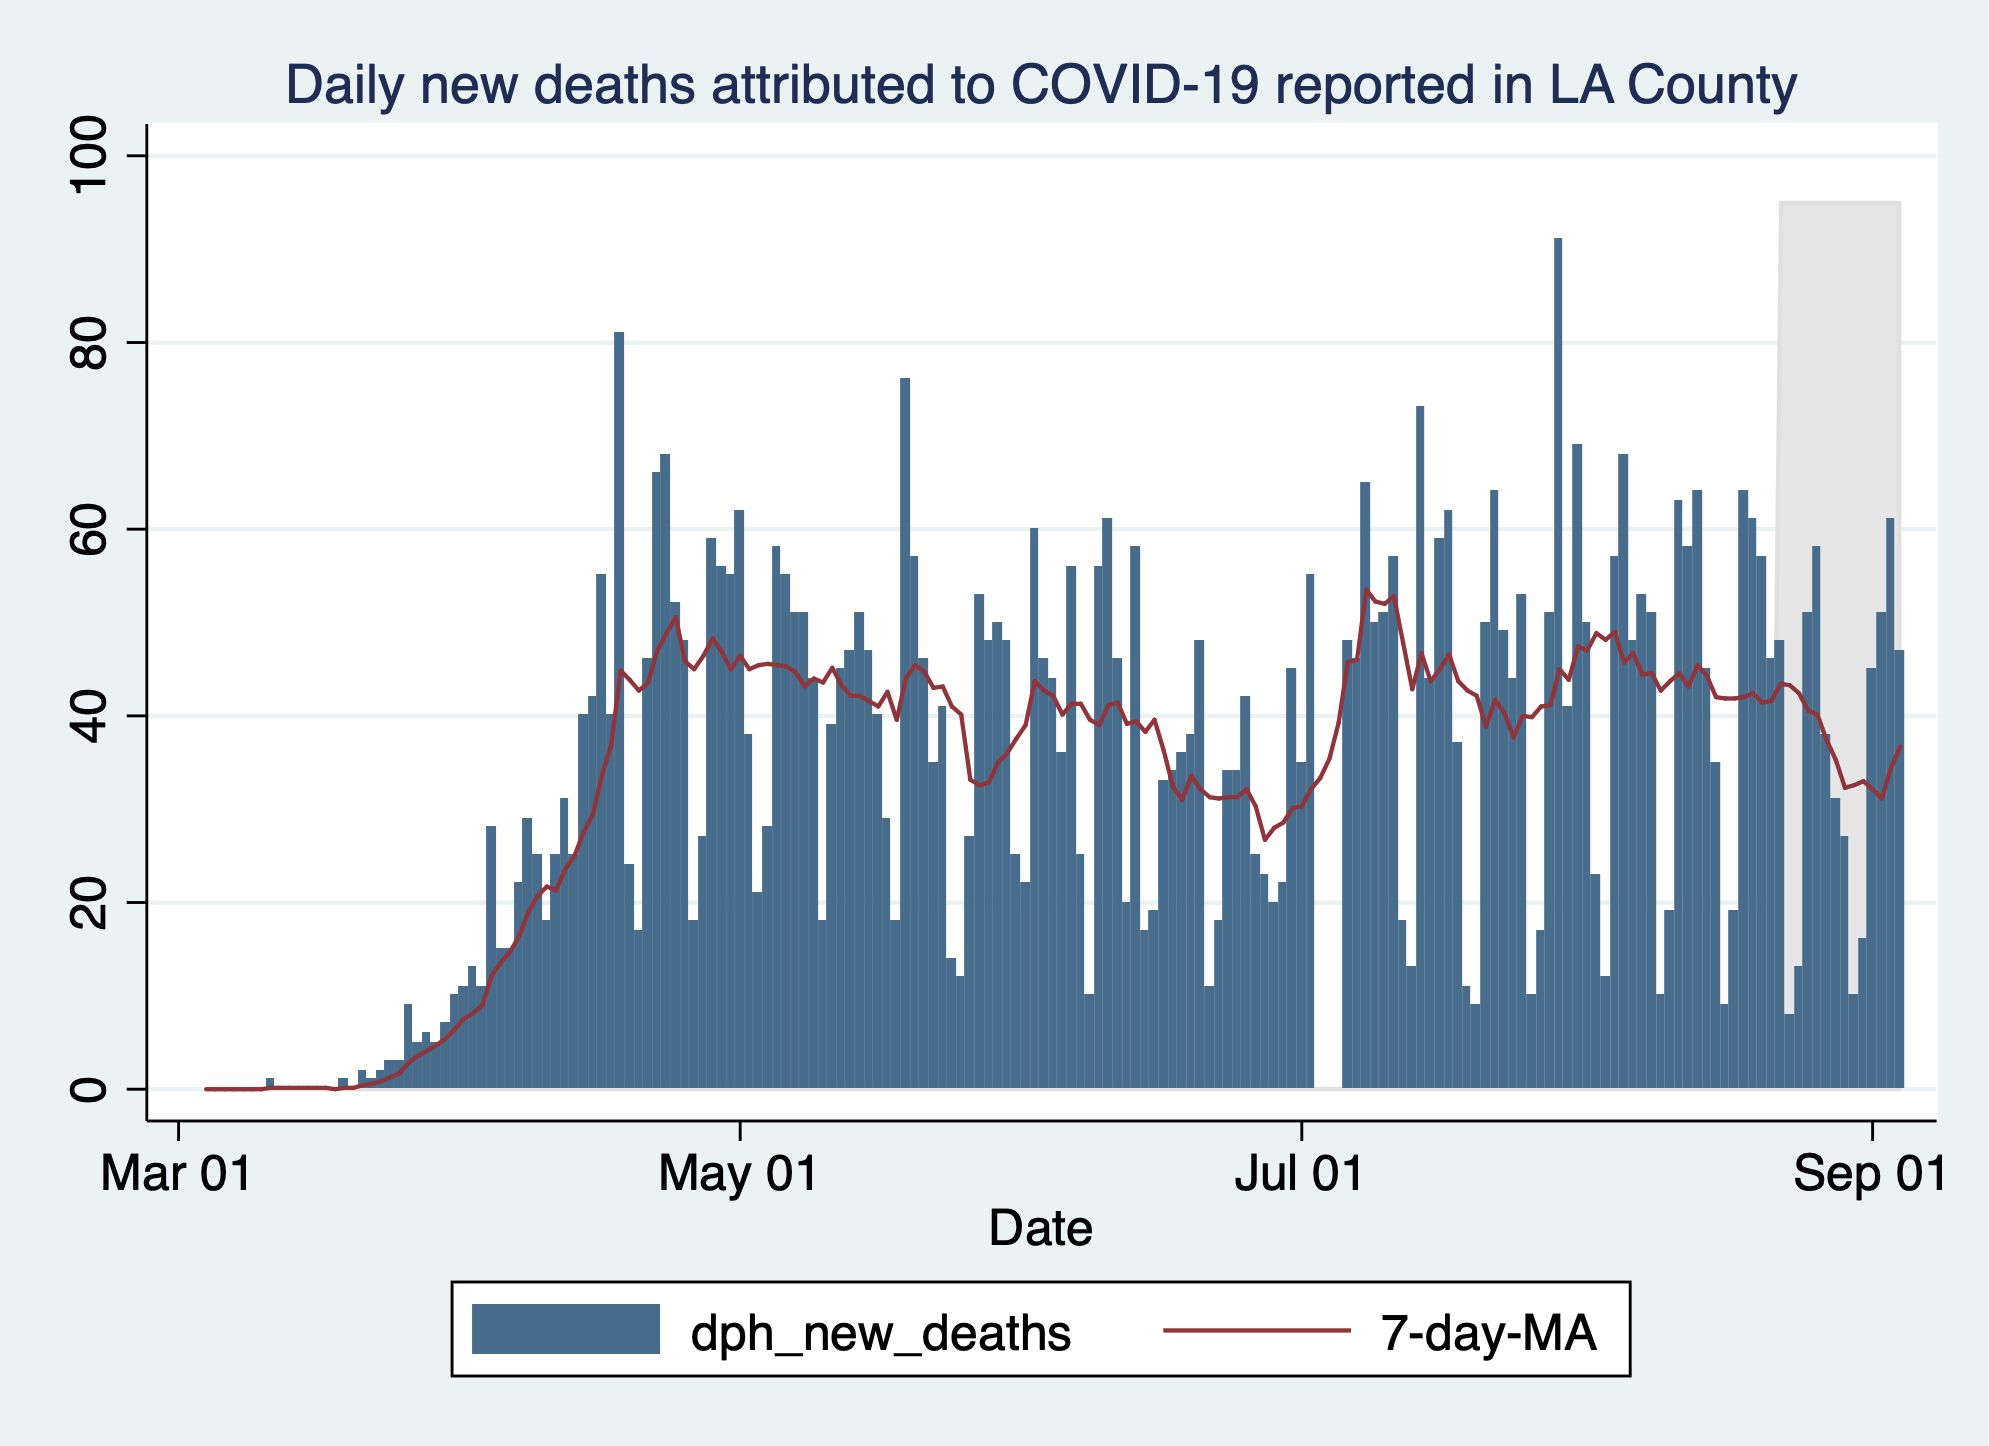 Daily new deaths attributed to COVID-19 reported in LA County
100
80
60
40
20
0
Mar 01 May 01 Jul 01 Sep 01
Date
dph_new_deaths 7-day-MA